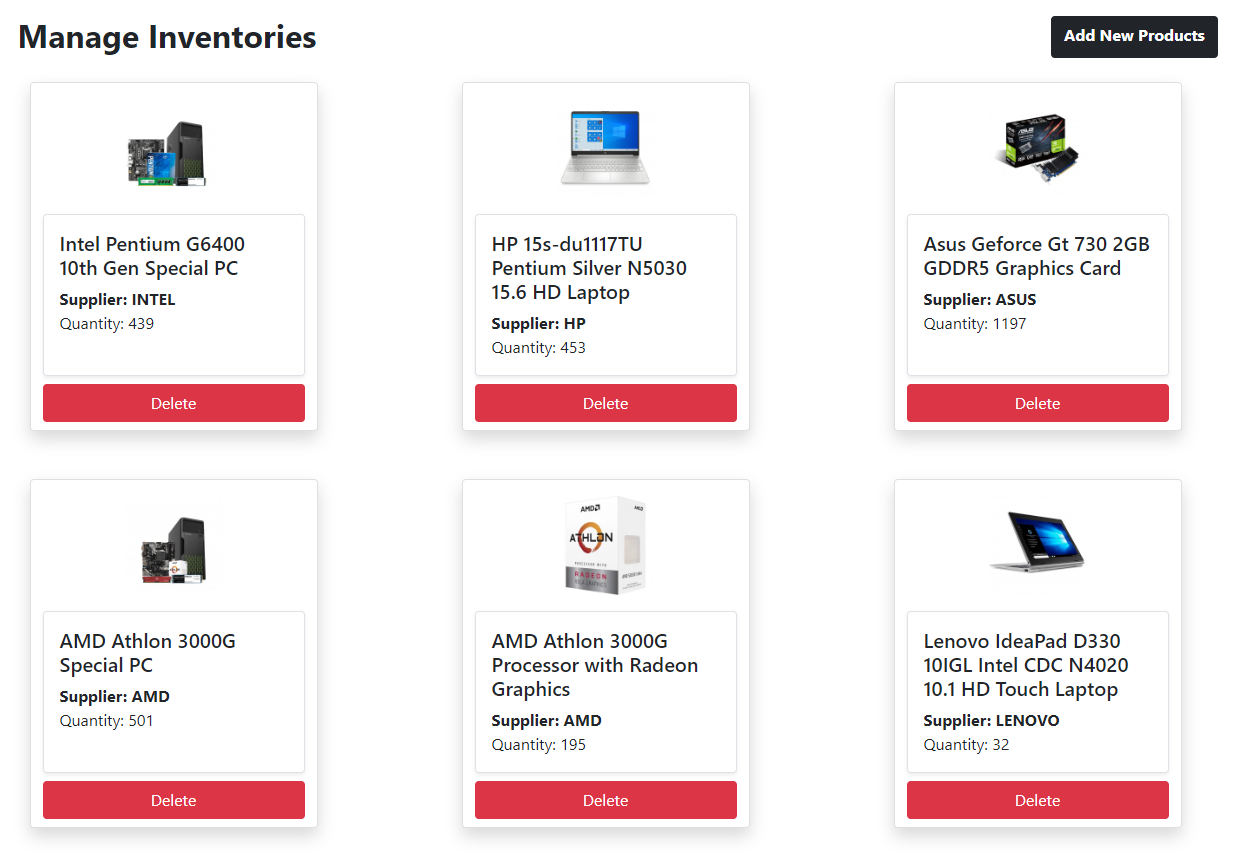 Manage Inventories
Add New Products
Intel Pentium G6400
10th Gen Special PC
Supplier: INTEL
Quantity: 439
Delete
HP 15s-du1117TU
Pentium Silver N5030
15.6 HD Laptop
Supplier: HP
Quantity: 453
Delete
Asus Geforce Gt 730 2GB
GDDR5 Graphics Card
Supplier: ASUS
Quantity: 1197
Delete
AMD Athlon 3000G
Special PC
Supplier: AMD
Quantity: 501
Delete
AMD
AMD
ATHLON
PROCESSOR WITH
RADEON
AMD Athlon 3000G
Processor with Radeon
Graphics
Supplier: AMD
Quantity: 195
Delete
Lenovo IdeaPad D330
10IGL Intel CDC N4020
10.1 HD Touch Laptop
Supplier: LENOVO
Quantity: 32
Delete